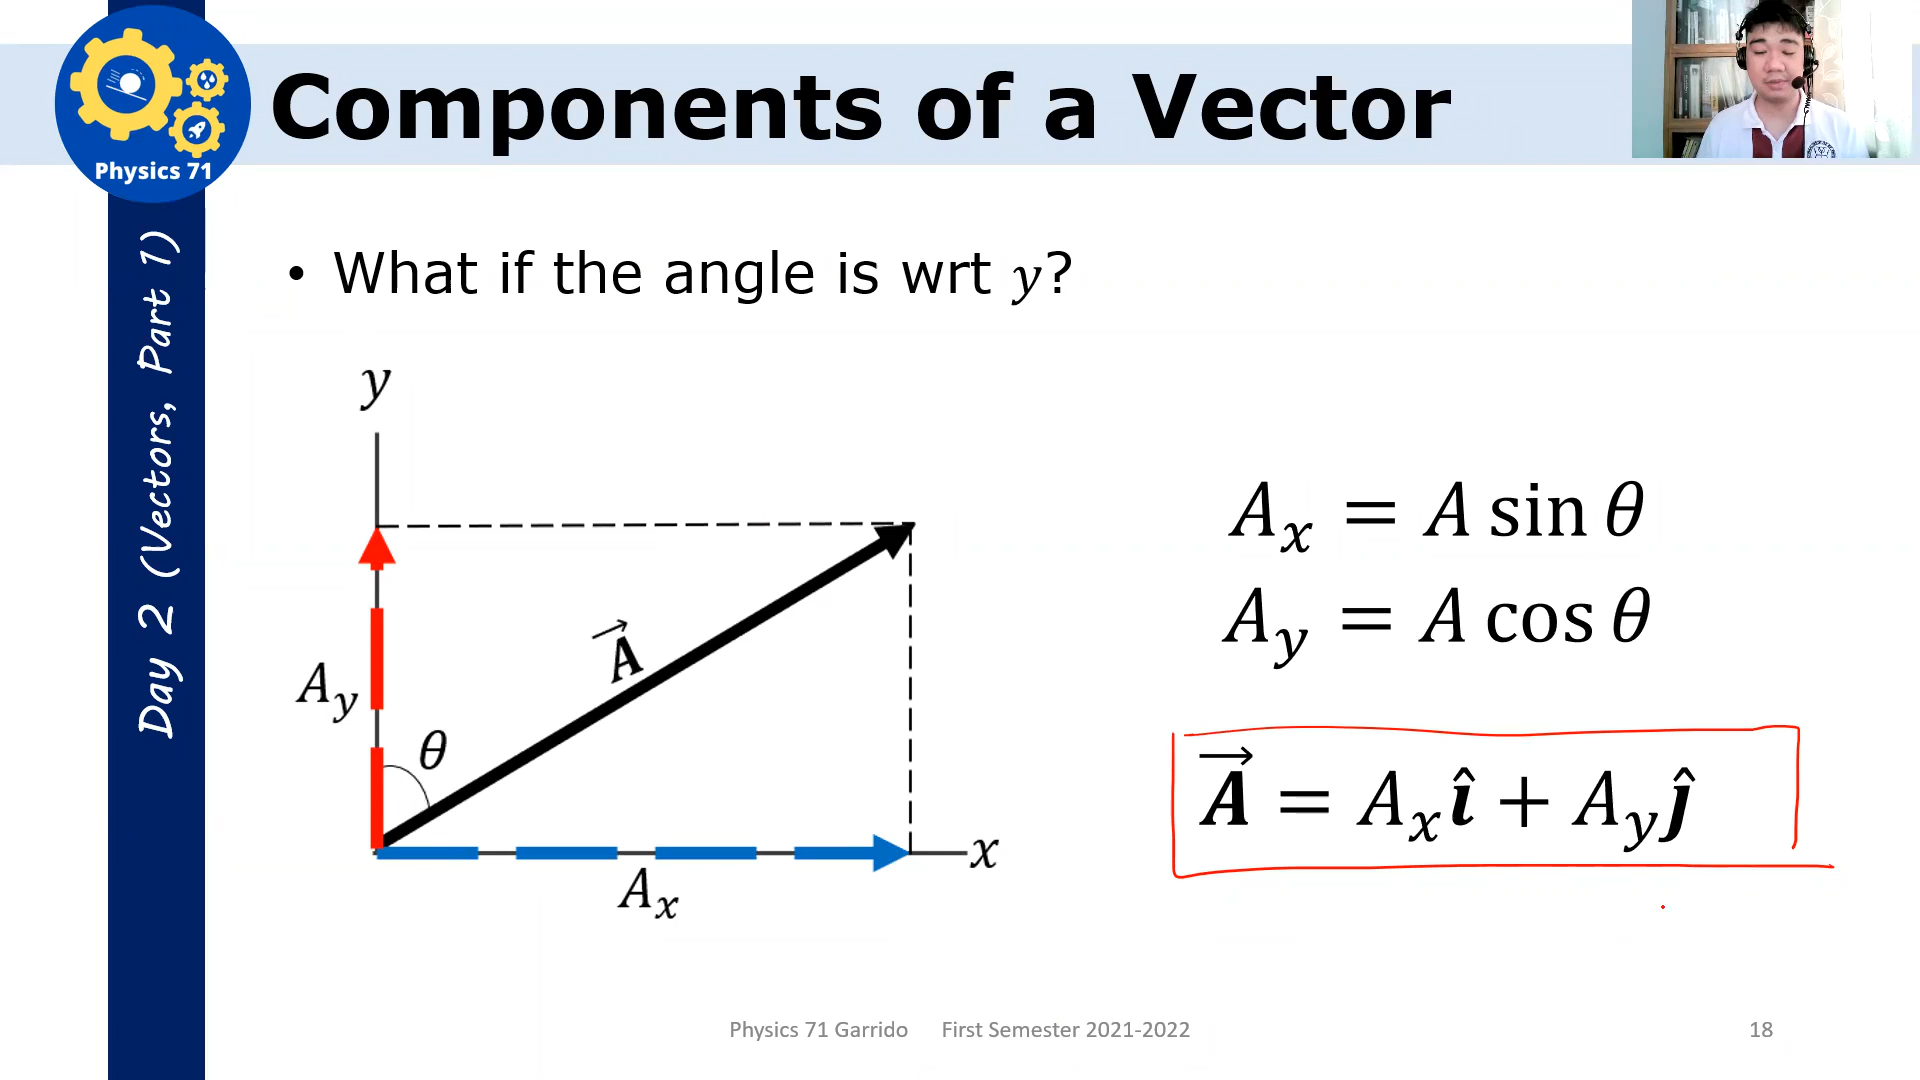 Components of a Vector
Physics 71
Day 2 (Vectors, Part 1)
• What if the angle is wrt y?
y
A⃗
A_y
θ
x
A_x
A_x = A sin θ
A_y = A cos θ
A⃗ = A_x î + A_y ĵ
Physics 71 Garrido First Semester 2021-2022
18